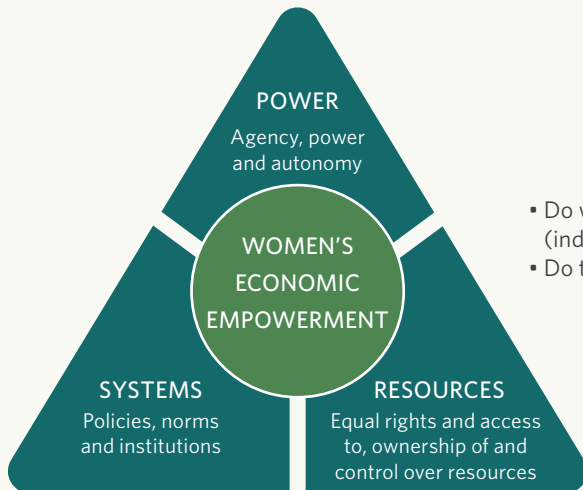 POWER
Agency, power
and autonomy
• Do
(ind
• Do
WOMEN'S
ECONOMIC
EMPOWERMENT
SYSTEMS
Policies, norms
and institutions
RESOURCES
Equal rights and access
to, ownership of and
control over resources